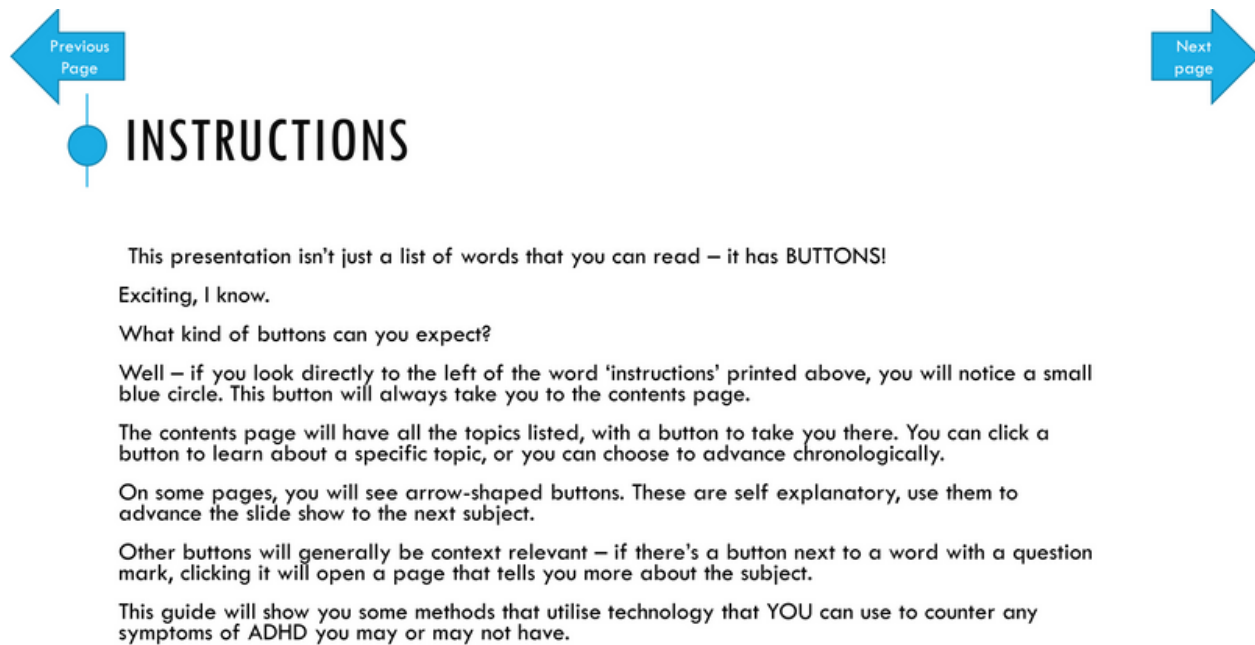 Previous
Page
Next
page
INSTRUCTIONS
This presentation isn't just a list of words that you can read – it has BUTTONS!
Exciting, I know.
What kind of buttons can you expect?
Well – if you look directly to the left of the word ‘instructions’ printed above, you will notice a small
blue circle. This button will always take you to the contents page.
The contents page will have all the topics listed, with a button to take you there. You can click a
button to learn about a specific topic, or you can choose to advance chronologically.
On some pages, you will see arrow-shaped buttons. These are self explanatory, use them to
advance the slide show to the next subject.
Other buttons will generally be context relevant – if there's a button next to a word with a question
mark, clicking it will open a page that tells you more about the subject.
This guide will show you some methods that utilise technology that YOU can use to counter any
symptoms of ADHD you may or may not have.